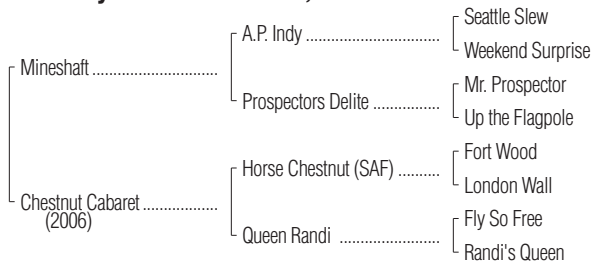 Seattle Slew
A.P. Indy ................................
Weekend Surprise
Mineshaft ..............................
Mr. Prospector
Prospectors Delite ................
Up the Flagpole
Fort Wood
Horse Chestnut (SAF) ..........
London Wall
Chestnut Cabaret ..................
(2006)
Fly So Free
Queen Randi ........................
Randi's Queen